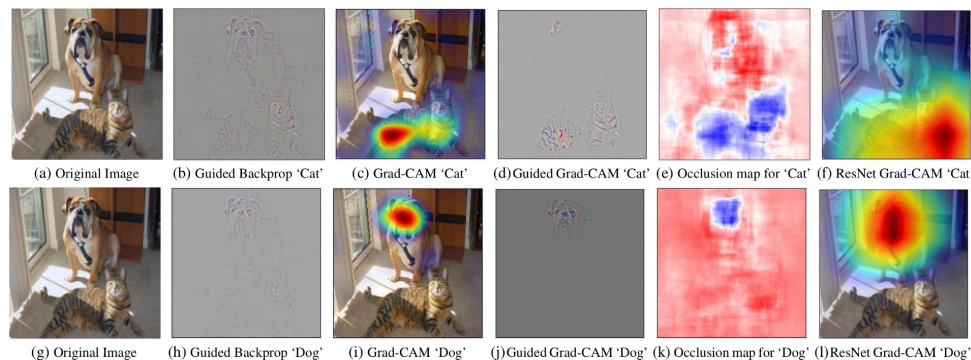 (a) Original Image (b) Guided Backprop ‘Cat’ (c) Grad-CAM ‘Cat’ (d) Guided Grad-CAM ‘Cat’ (e) Occlusion map for ‘Cat’ (f) ResNet Grad-CAM ‘Cat
(g) Original Image (h) Guided Backprop ‘Dog’ (i) Grad-CAM ‘Dog’ (j) Guided Grad-CAM ‘Dog’ (k) Occlusion map for ‘Dog’ (l) ResNet Grad-CAM ‘Dog’